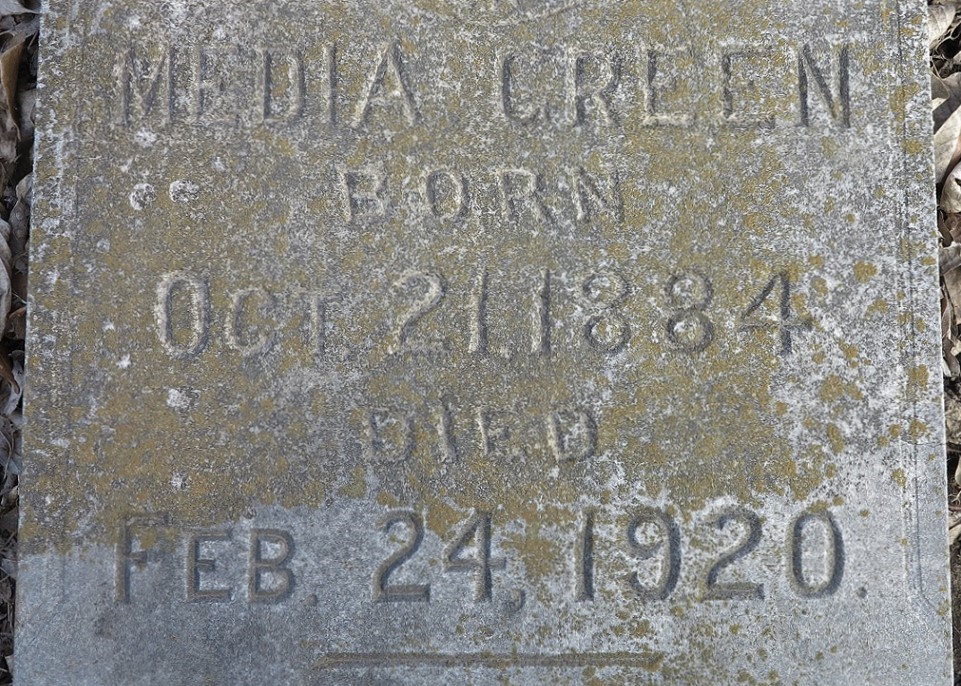 MEDIA GREEN
BORN
OCT. 21, 1884
DIED
FEB. 24, 1920.